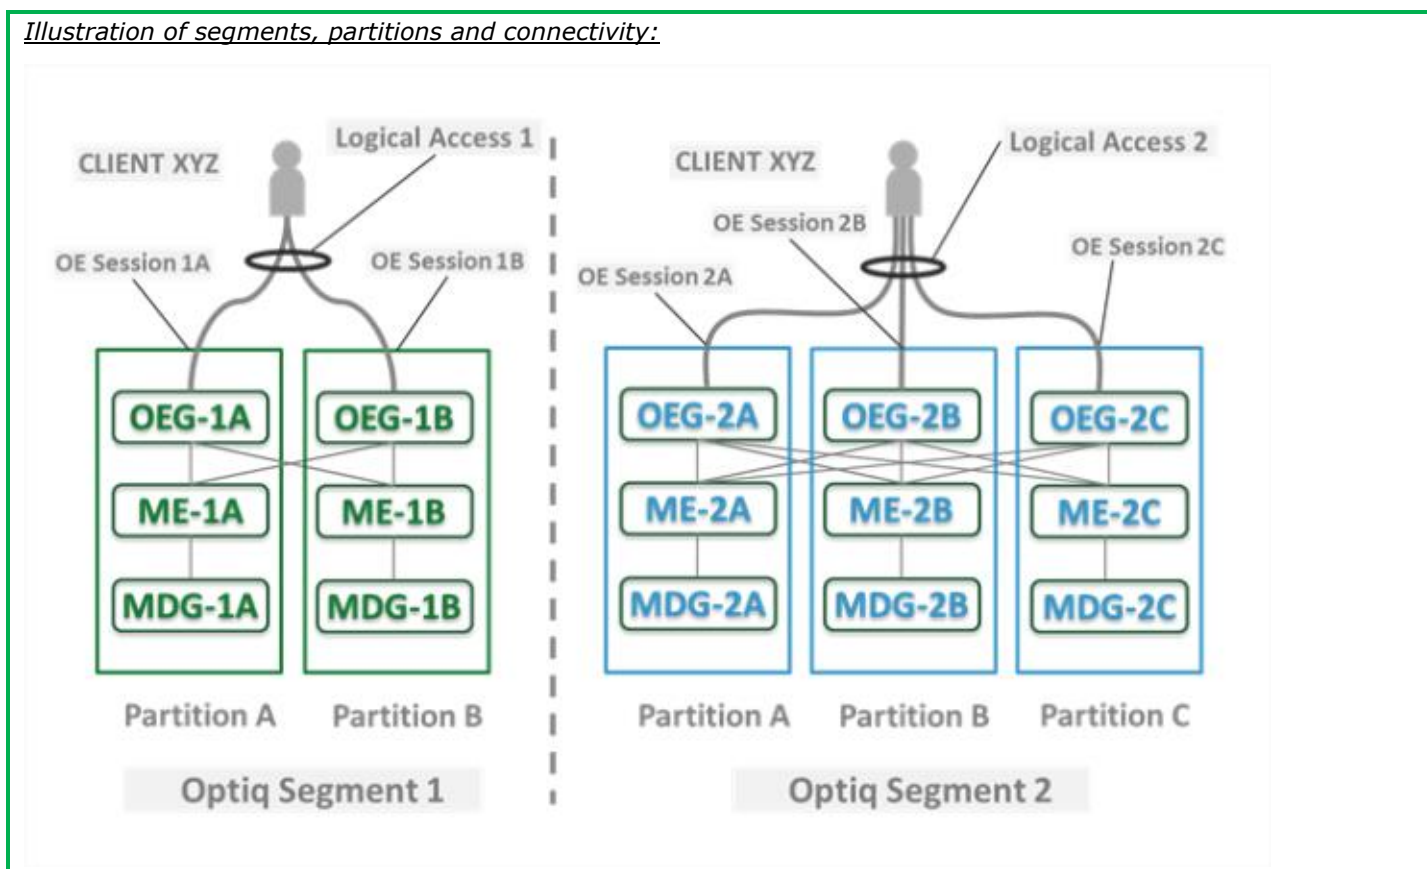 Illustration of segments, partitions and connectivity:
CLIENT XYZ
Logical Access 1
OE Session 1A
OE Session 1B
OEG-1A
OEG-1B
ME-1A
ME-1B
MDG-1A
MDG-1B
Partition A
Partition B
Optiq Segment 1
CLIENT XYZ
Logical Access 2
OE Session 2B
OE Session 2C
OE Session 2A
OEG-2A
OEG-2B
OEG-2C
ME-2A
ME-2B
ME-2C
MDG-2A
MDG-2B
MDG-2C
Partition A
Partition B
Partition C
Optiq Segment 2